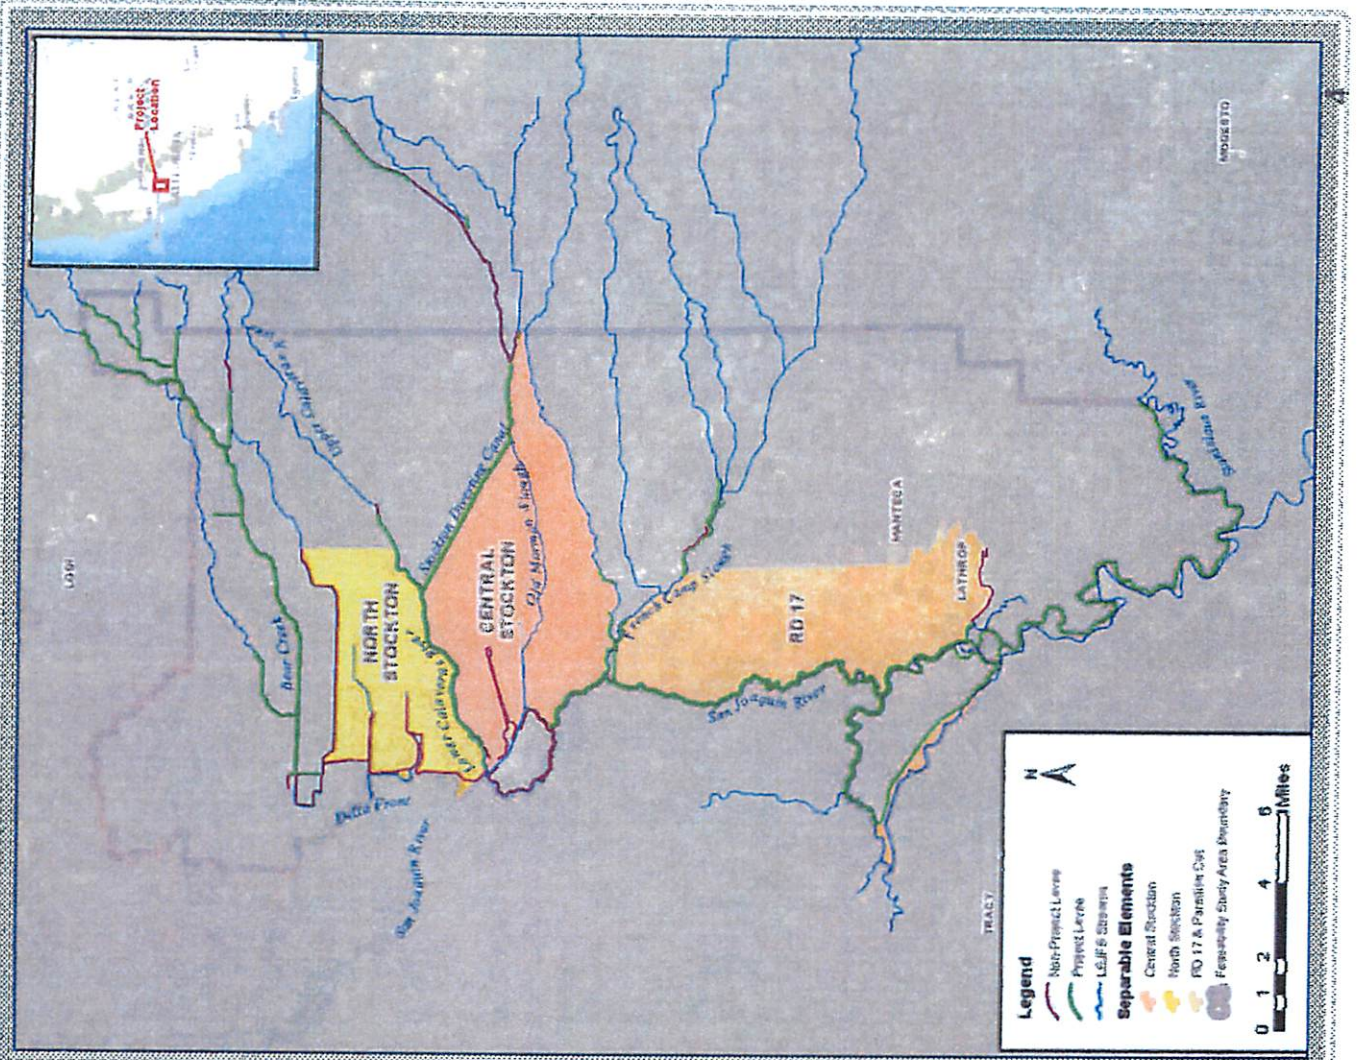 Project
Location
LODI
Bear Creek
Upper Calaveras R
NORTH
STOCKTON
Lower Calaveras River
Stockton Diverting Canal
Old Mormon Slough
CENTRAL
STOCKTON
Delta Front
San Joaquin River
French Camp Slough
RD 17
San Joaquin River
MANTECA
LATHROP
TRACY
Stanislaus River
MODESTO
Legend
Non-Project Levee
Project Levee
LSJFS Streams
Separable Elements
Central Stockton
North Stockton
RD 17 & Paradise Cut
Feasibility Study Area Boundary
N
0 1 2 4 6
Miles